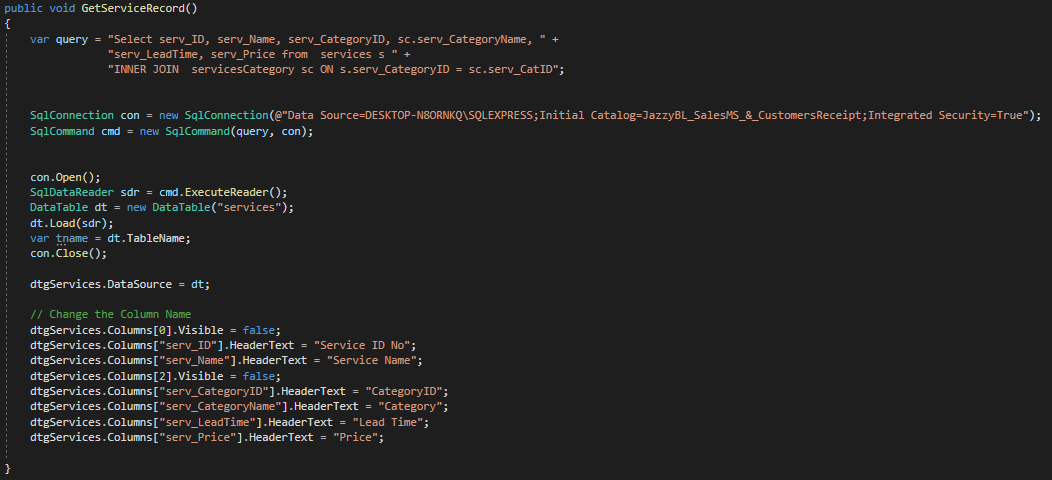 public void GetServiceRecord()
{
var query = "Select serv_ID, serv_Name, serv_CategoryID, sc.serv_CategoryName, " +
"serv_LeadTime, serv_Price from  services s " +
"INNER JOIN  servicesCategory sc ON s.serv_CategoryID = sc.serv_CatID";
SqlConnection con = new SqlConnection(@"Data Source=DESKTOP-N8ORNKQ\SQLEXPRESS;Initial Catalog=JazzyBL_SalesMS_&_CustomersReceipt;Integrated Security=True");
SqlCommand cmd = new SqlCommand(query, con);
con.Open();
SqlDataReader sdr = cmd.ExecuteReader();
DataTable dt = new DataTable("services");
dt.Load(sdr);
var tname = dt.TableName;
con.Close();
dtgServices.DataSource = dt;
// Change the Column Name
dtgServices.Columns[0].Visible = false;
dtgServices.Columns["serv_ID"].HeaderText = "Service ID No";
dtgServices.Columns["serv_Name"].HeaderText = "Service Name";
dtgServices.Columns[2].Visible = false;
dtgServices.Columns["serv_CategoryID"].HeaderText = "CategoryID";
dtgServices.Columns["serv_CategoryName"].HeaderText = "Category";
dtgServices.Columns["serv_LeadTime"].HeaderText = "Lead Time";
dtgServices.Columns["serv_Price"].HeaderText = "Price";
}